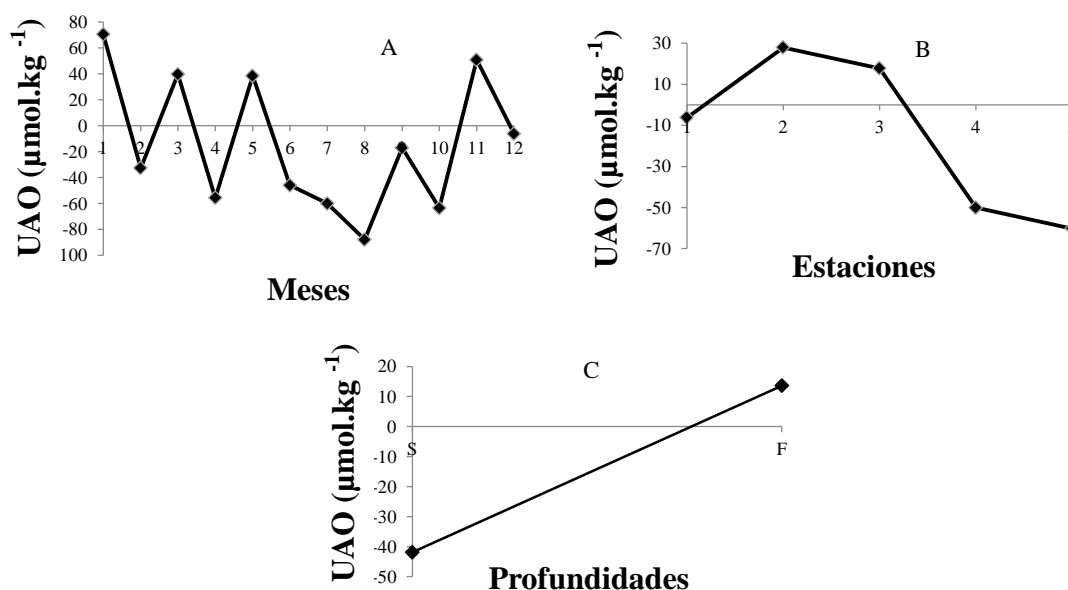 A
UAO (µmol.kg -1)
80
60
40
20
0
-20
-40
-60
-80
100
1 2 3 4 5 6 7 8 9 10 11 12
Meses
B
UAO (µmol.kg -1)
30
10
-10
-30
-50
-70
1 2 3 4
Estaciones
C
UAO (µmol.kg -1)
20
10
0
-10
-20
-30
-40
-50
S F
Profundidades